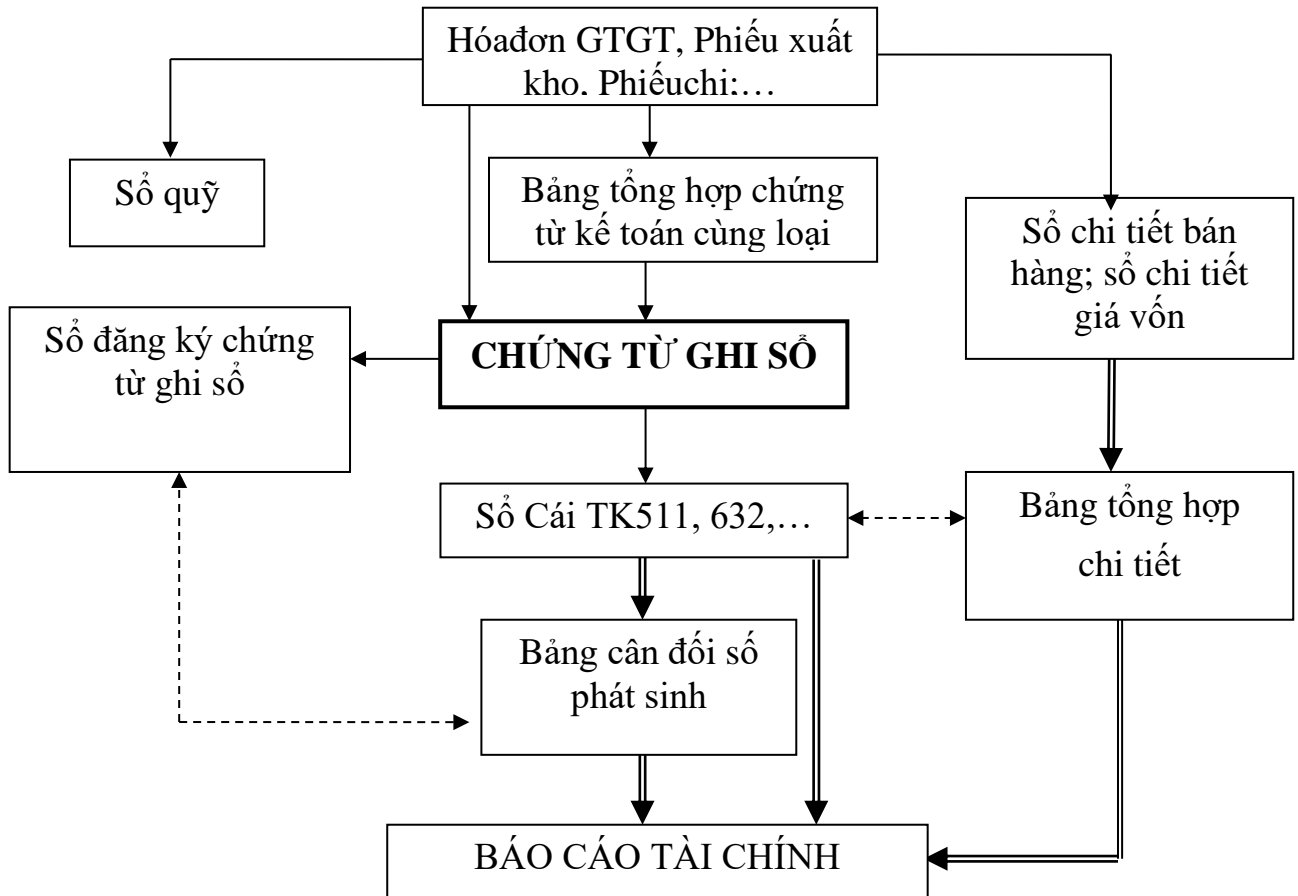 Hóađơn GTGT, Phiếu xuất
kho, Phiếuchi;…
Sổ quỹ
Bảng tổng hợp chứng
từ kế toán cùng loại
Sổ chi tiết bán
hàng; sổ chi tiết
giá vốn
Sổ đăng ký chứng
từ ghi sổ
CHỨNG TỪ GHI SỔ
Sổ Cái TK511, 632,…
Bảng tổng hợp
chi tiết
Bảng cân đối số
phát sinh
BÁO CÁO TÀI CHÍNH